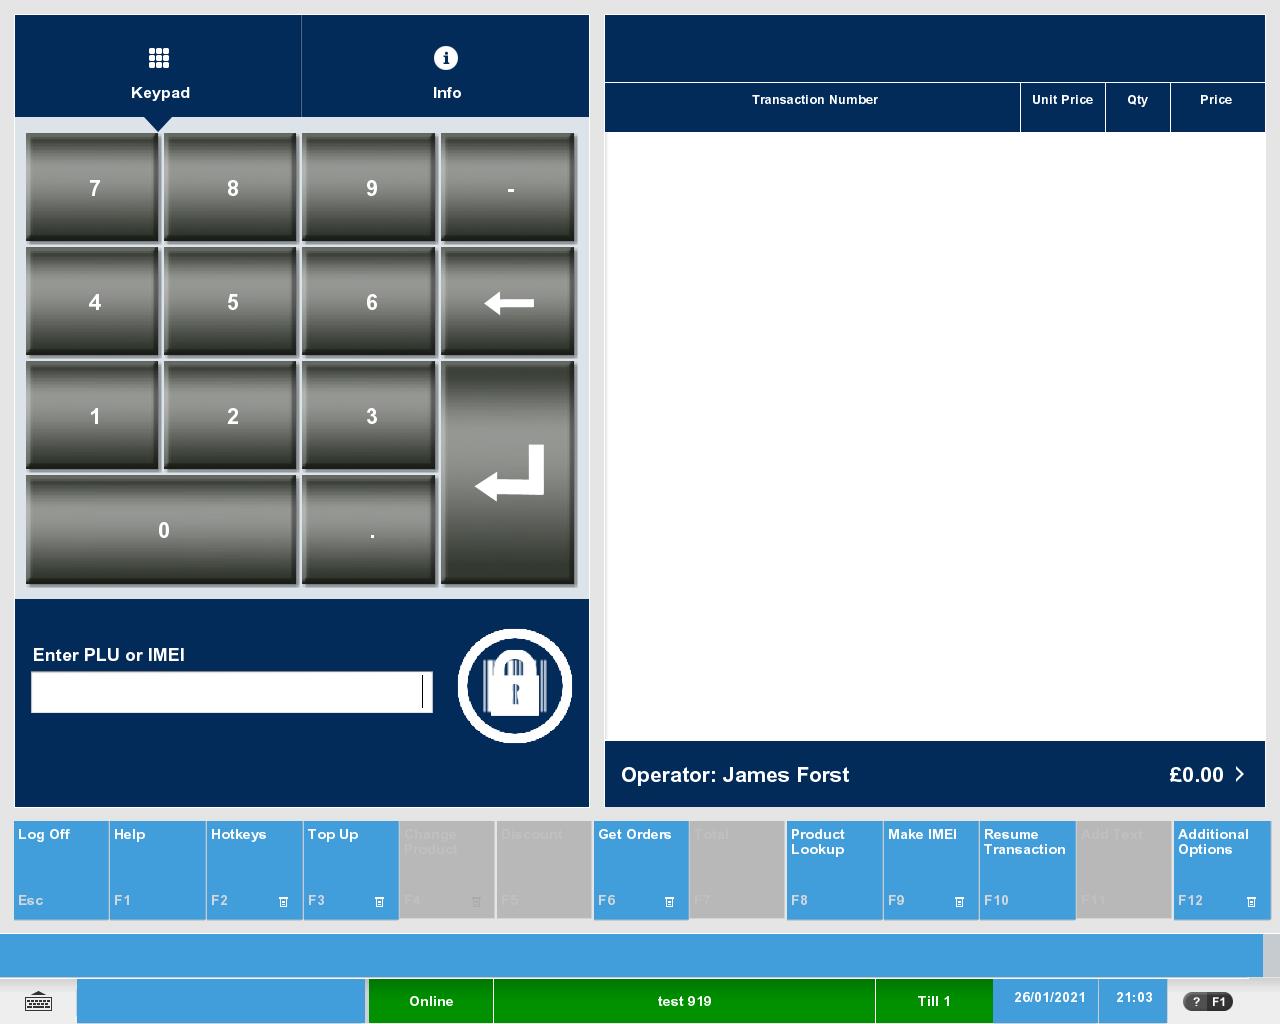 Keypad
Info
7 8 9 -
4 5 6
1 2 3
0 .
Enter PLU or IMEI
Transaction Number Unit Price Qty Price
Operator: James Forst £0.00 >
Log Off Esc
Help F1
Hotkeys F2
Top Up F3
Change
Product F4
Discount F5
Get Orders F6
Total F7
Product
Lookup F8
Make IMEI F9
Resume
Transaction F10
Add Text F11
Additional
Options F12
Online test 919 Till 1 26/01/2021 21:03 ? F1